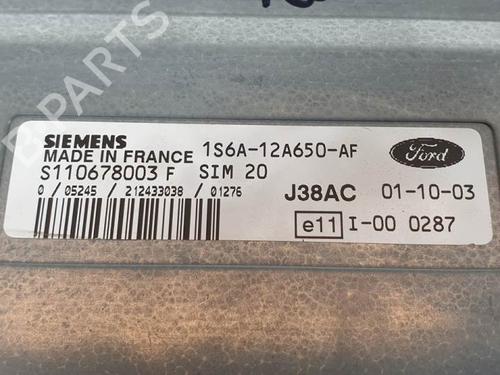 B PARTS
SIEMENS
MADE IN FRANCE 1S6A-12A650-AF
S110678003 F SIM 20
0 / 05245 / 212433038 / 01276
Ford
J38AC 01-10-03
e11 I-00 0287